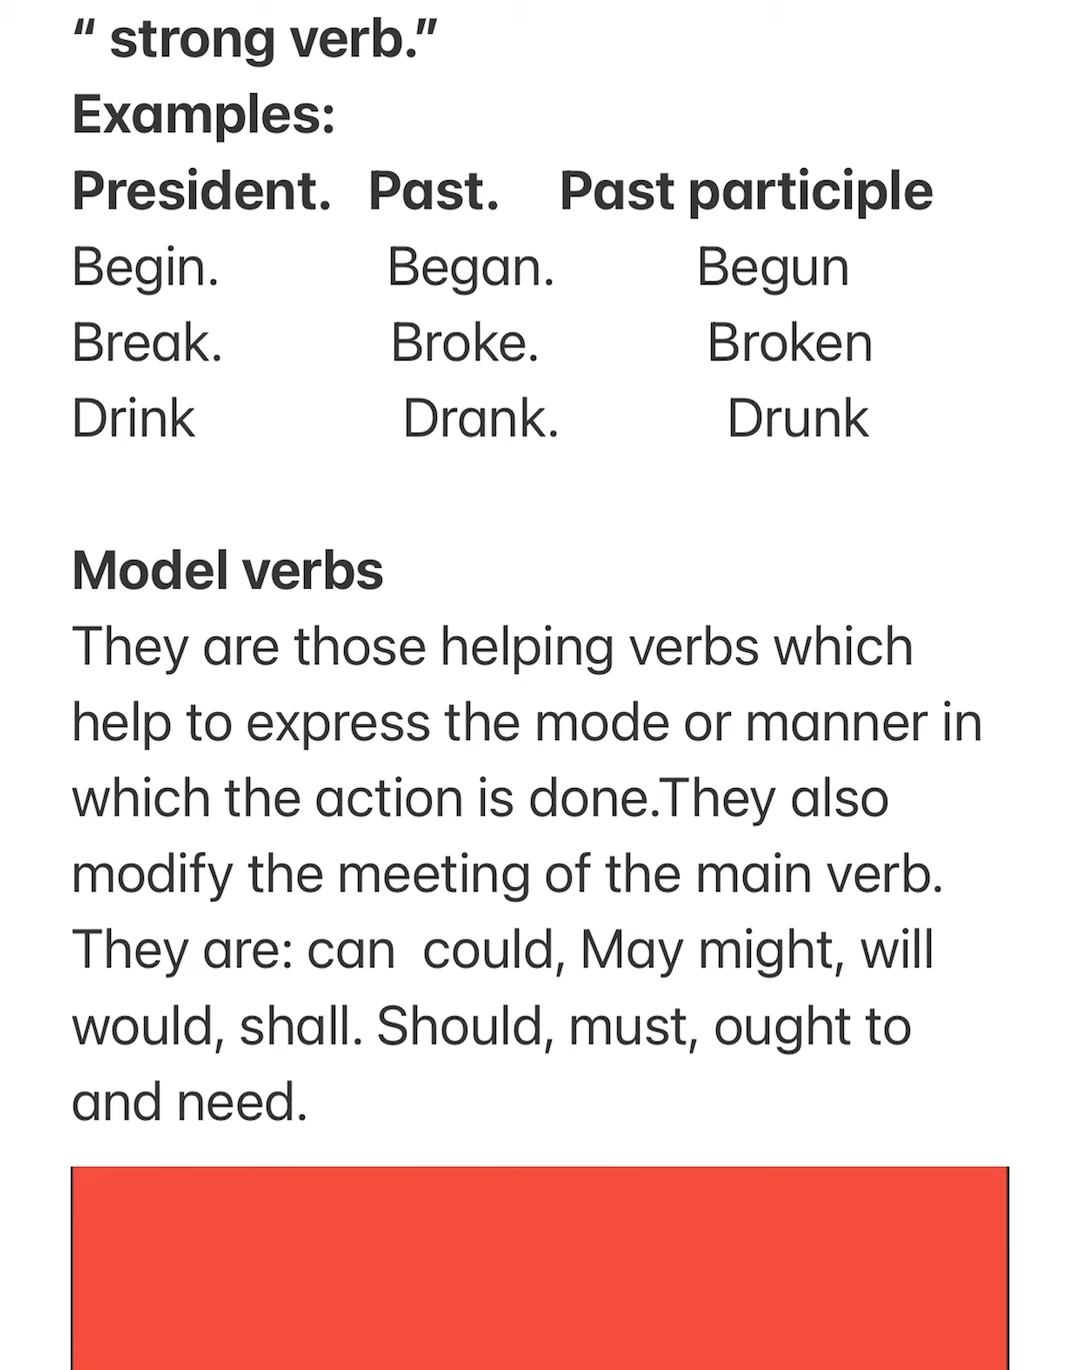 “ strong verb.”
Examples:
President. Past. Past participle
Begin. Began. Begun
Break. Broke. Broken
Drink Drank. Drunk
Model verbs
They are those helping verbs which
help to express the mode or manner in
which the action is done.They also
modify the meeting of the main verb.
They are: can  could, May might, will
would, shall. Should, must, ought to
and need.